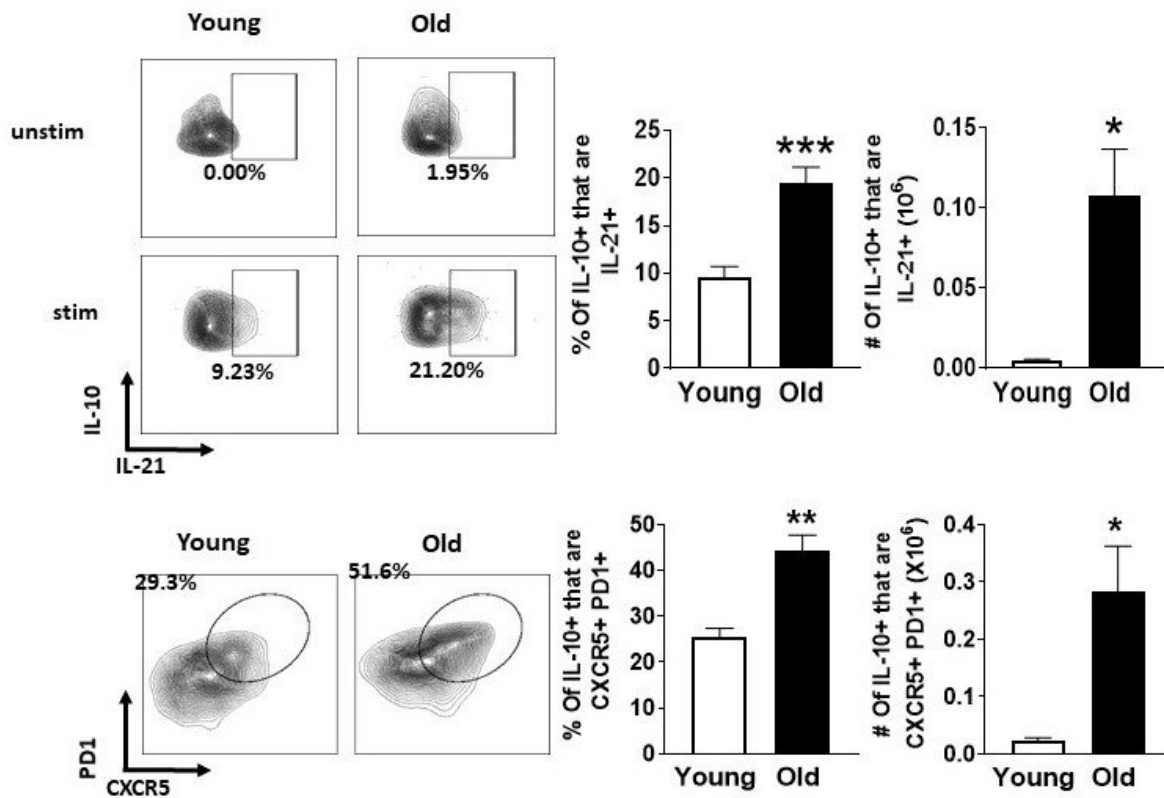 Young Old
unstim
0.00% 1.95%
stim
9.23% 21.20%
IL-10
IL-21
% Of IL-10+ that are
IL-21+
25
20
15
10
5
0
***
Young Old
# Of IL-10+ that are
IL-21+ (10⁶)
0.15
0.10
0.05
0.00
*
Young Old
Young Old
29.3% 51.6%
PD1
CXCR5
% Of IL-10+ that are
CXCR5+ PD1+
50
40
30
20
10
0
**
Young Old
# Of IL-10+ that are
CXCR5+ PD1+ (X10⁶)
0.4
0.3
0.2
0.1
0.0
*
Young Old